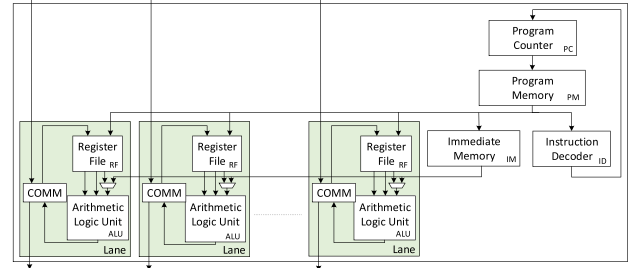 Program
Counter PC
Program
Memory PM
Register
File RF
COMM
Arithmetic
Logic Unit
ALU
Lane
Register
File RF
COMM
Arithmetic
Logic Unit
ALU
Lane
Register
File RF
COMM
Arithmetic
Logic Unit
ALU
Lane
Immediate
Memory IM
Instruction
Decoder ID